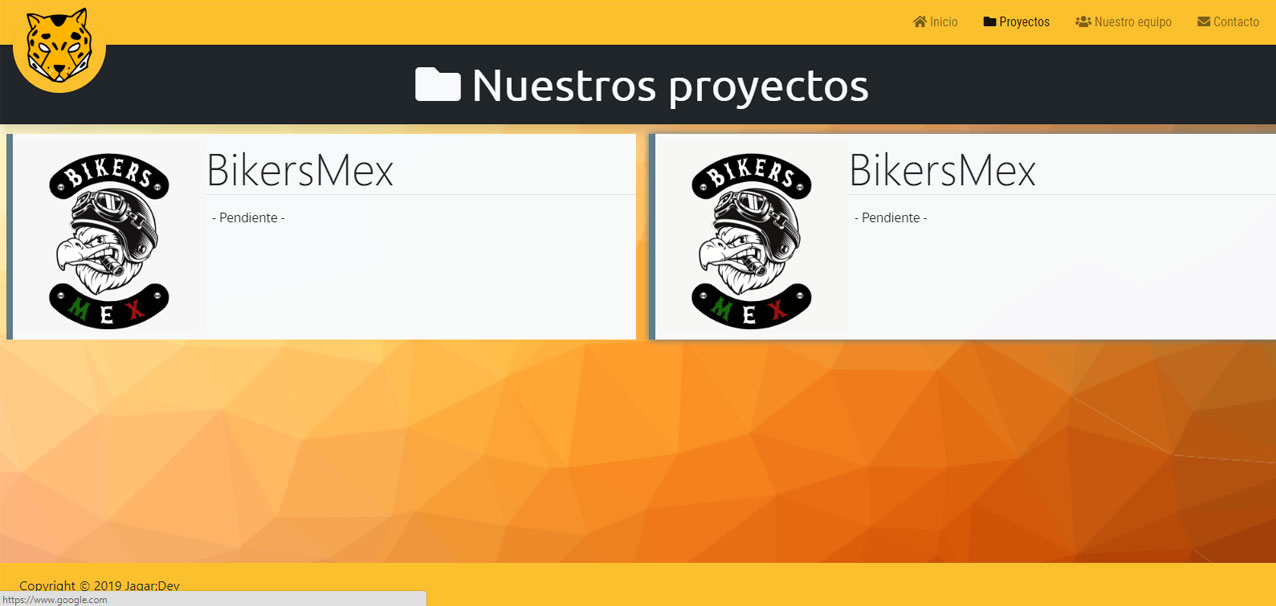 Inicio Proyectos Nuestro equipo Contacto
Nuestros proyectos
BIKERS
MEX
BikersMex
- Pendiente -
BIKERS
MEX
BikersMex
- Pendiente -
Copyright © 2019 Jagar:Dev
https://www.google.com